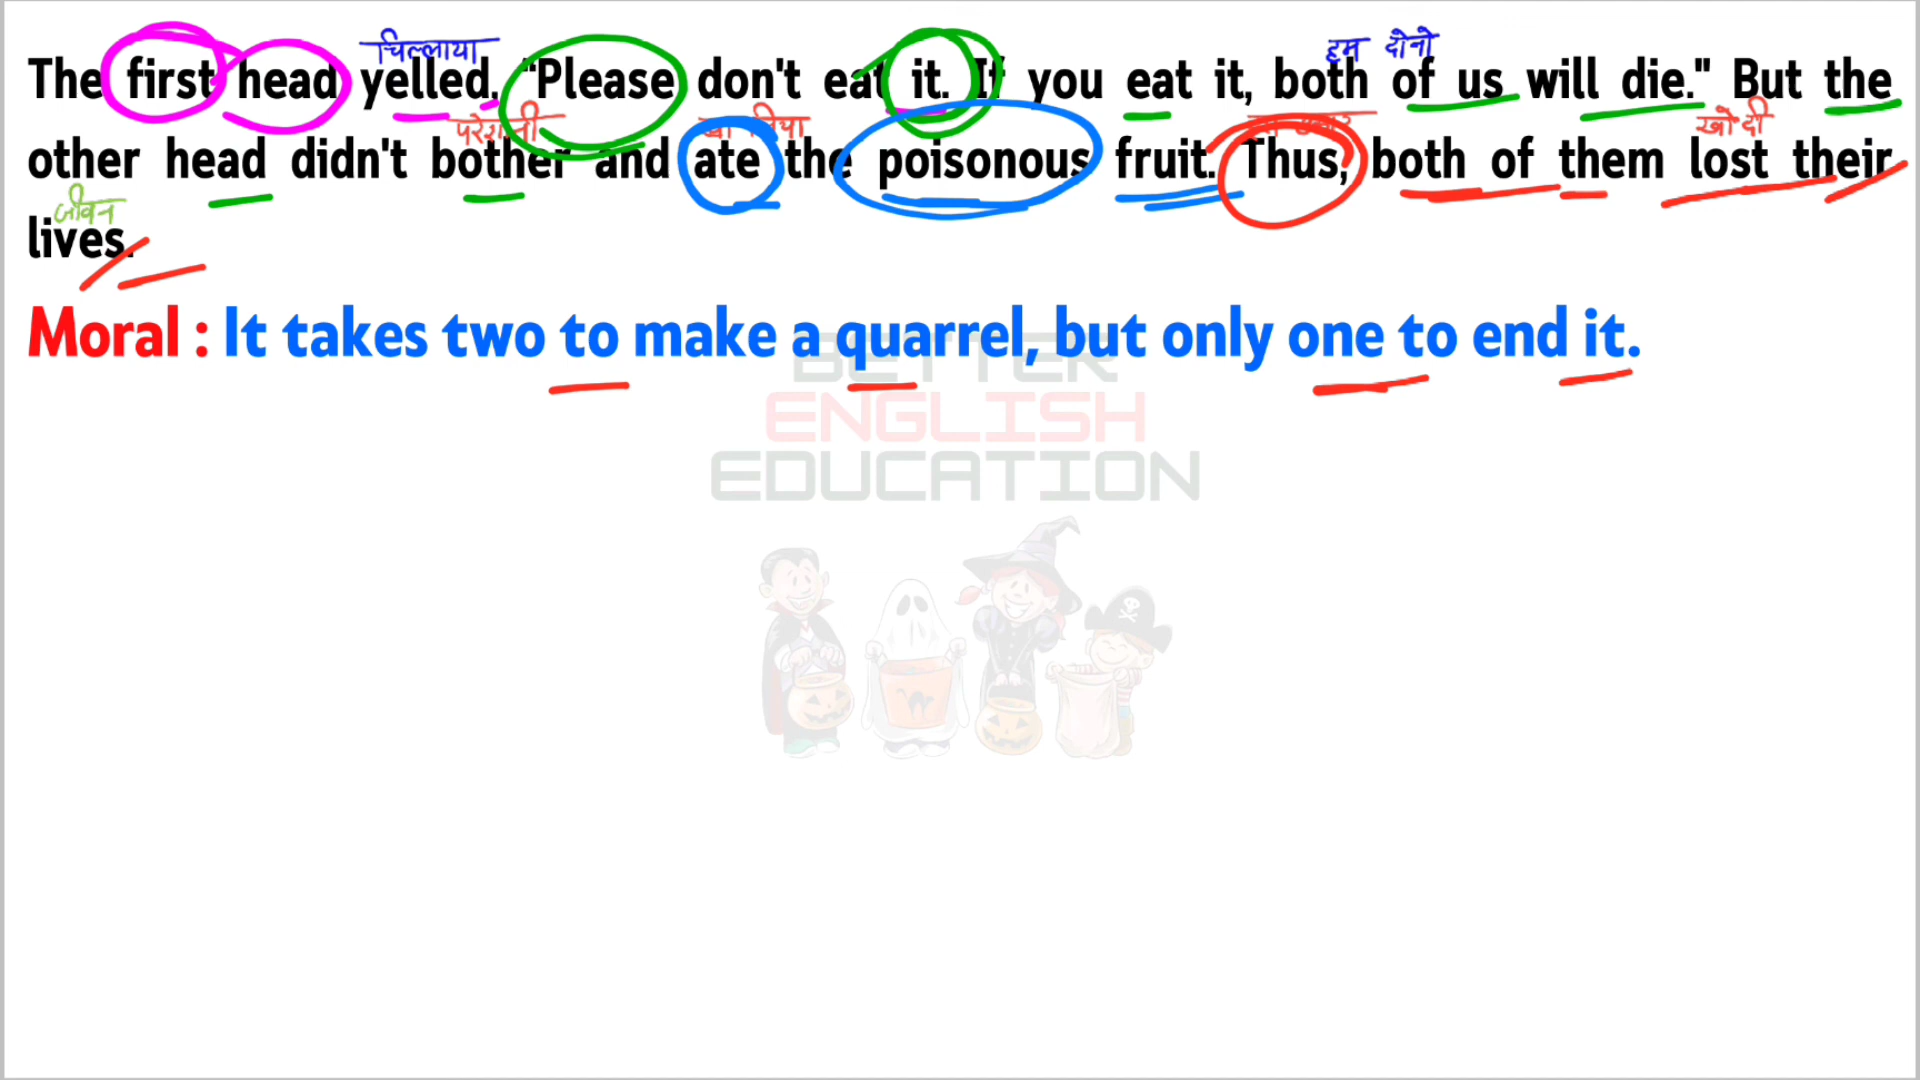 चिल्लाया हम दोनो
The first head yelled, "Please don't eat it. If you eat it, both of us will die." But the
परेशानी खा लिया खो दी
other head didn't bother and ate the poisonous fruit. Thus, both of them lost their
जीवन
lives.
Moral : It takes two to make a quarrel, but only one to end it.
BETTER
ENGLISH
EDUCATION